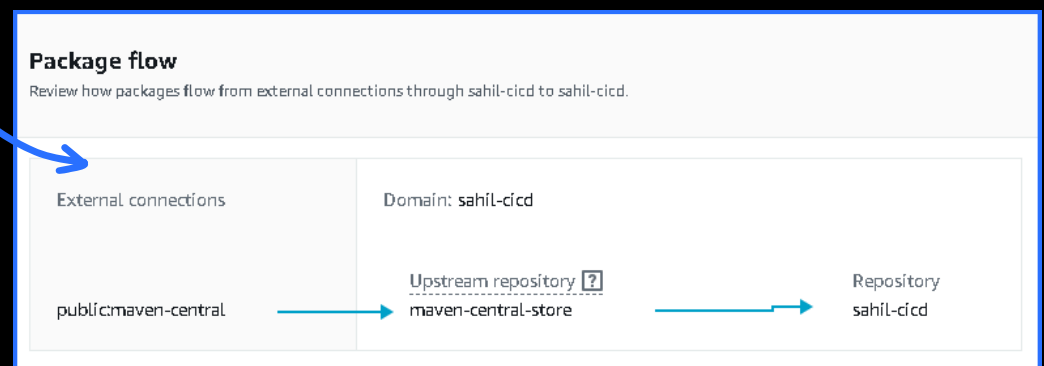 Package flow
Review how packages flow from external connections through sahil-cicd to sahil-cicd.
External connections
Domain: sahil-cicd
Upstream repository [?]
Repository
public:maven-central
maven-central-store
sahil-cicd